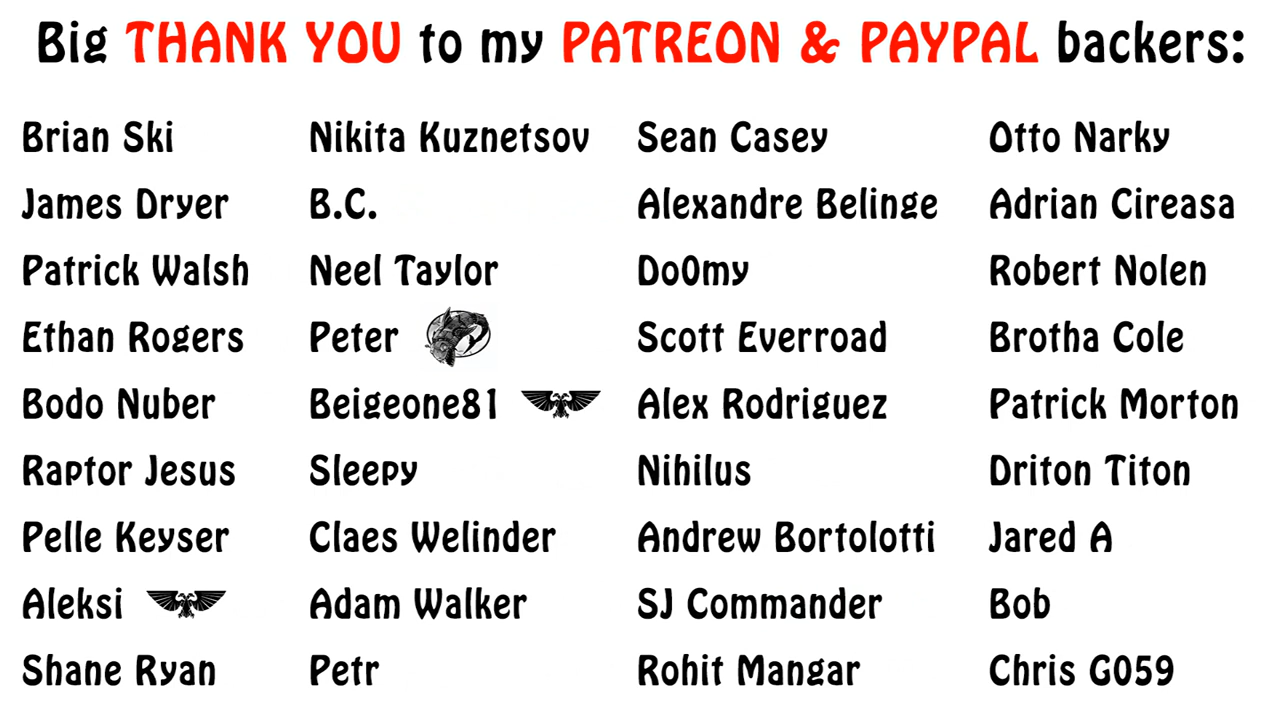 Big THANK YOU to my PATREON & PAYPAL backers:
Brian Ski
James Dryer
Patrick Walsh
Ethan Rogers
Bodo Nuber
Raptor Jesus
Pelle Keyser
Aleksi
Shane Ryan
Nikita Kuznetsov
B.C.
Neel Taylor
Peter
Beigeone81
Sleepy
Claes Welinder
Adam Walker
Petr
Sean Casey
Alexandre Belinge
Do0my
Scott Everroad
Alex Rodriguez
Nihilus
Andrew Bortolotti
SJ Commander
Rohit Mangar
Otto Narky
Adrian Cireasa
Robert Nolen
Brotha Cole
Patrick Morton
Driton Titon
Jared A
Bob
Chris G059